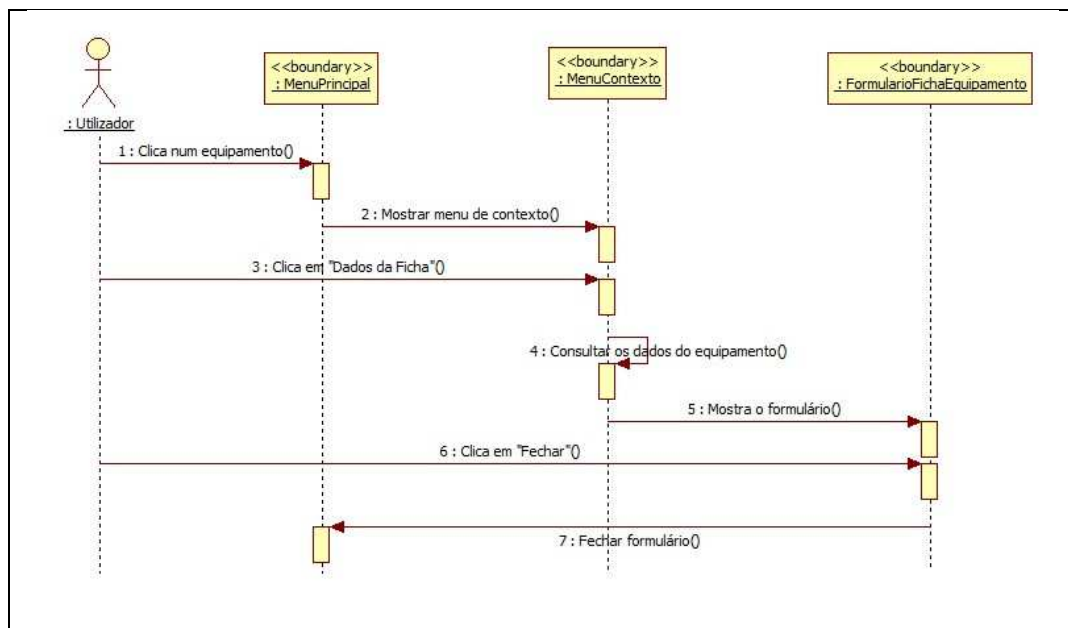 <<boundary>>
: MenuPrincipal
<<boundary>>
: MenuContexto
<<boundary>>
: FormularioFichaEquipamento
: Utilizador
1 : Clica num equipamento()
2 : Mostrar menu de contexto()
3 : Clica em "Dados da Ficha"()
4 : Consultar os dados do equipamento()
5 : Mostra o formulário()
6 : Clica em "Fechar"()
7 : Fechar formulário()